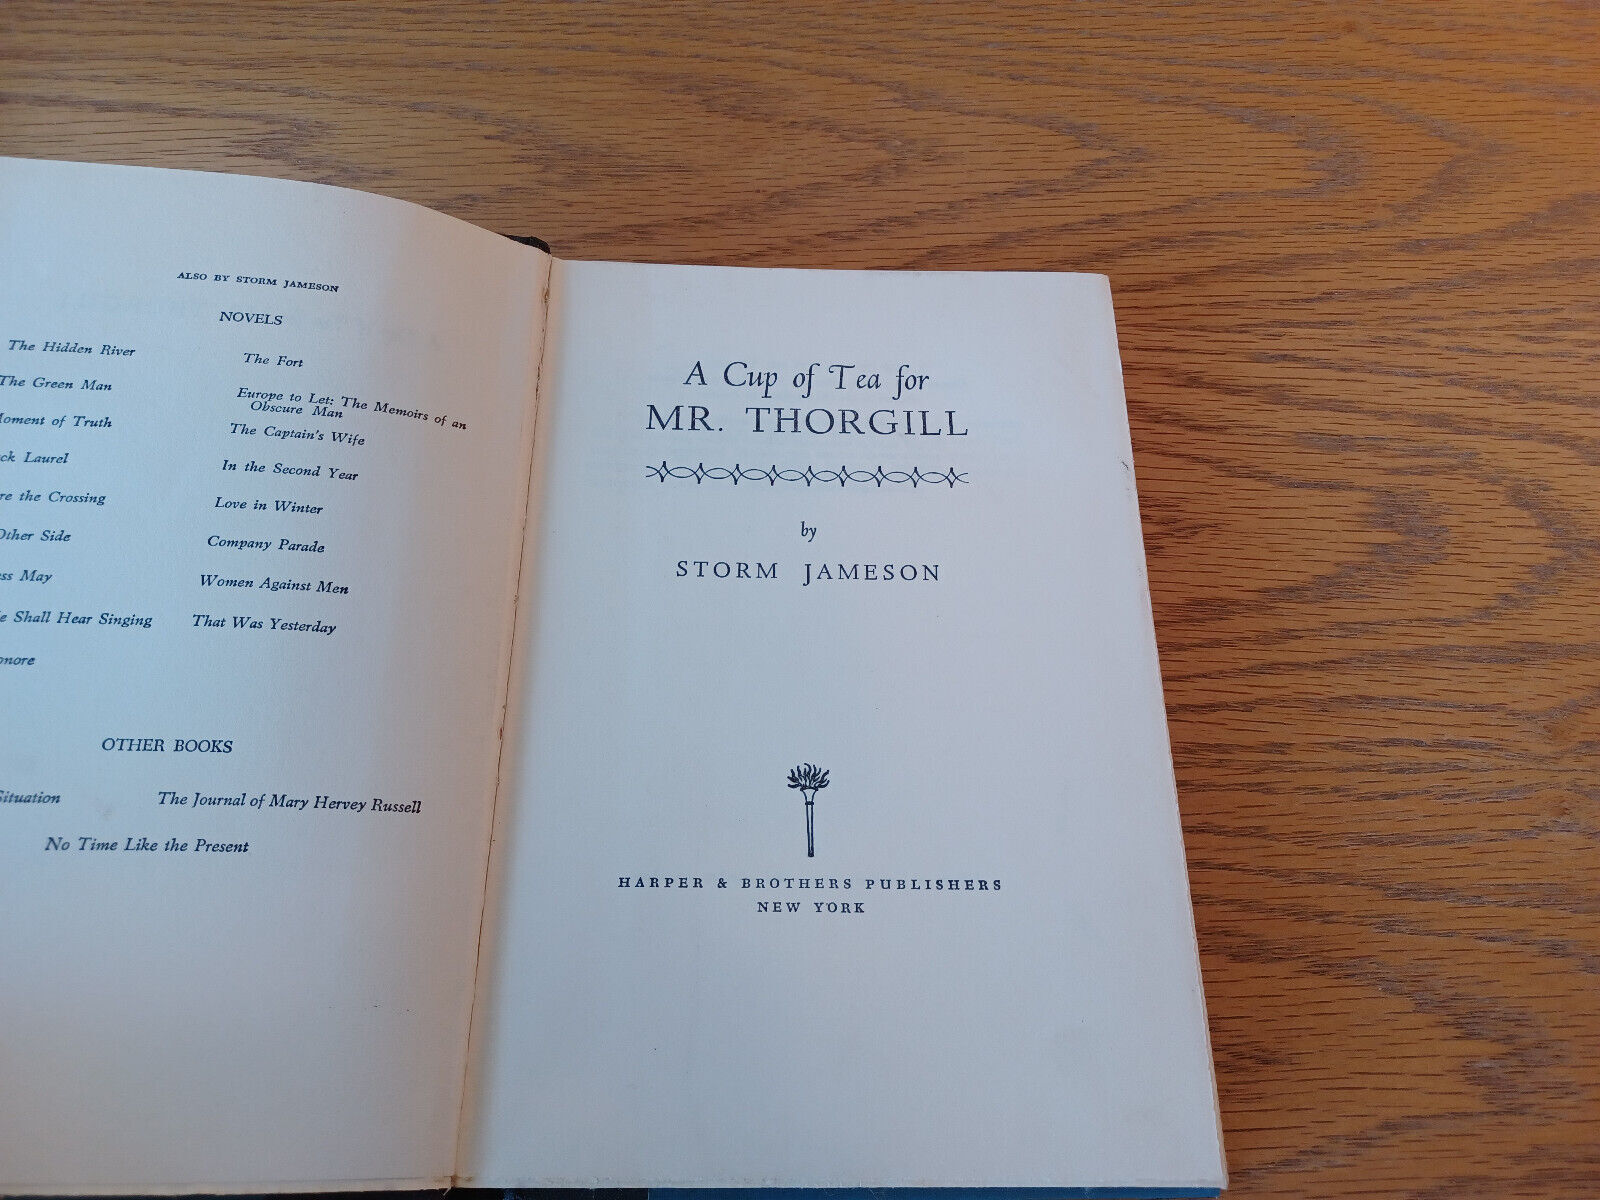 ALSO BY STORM JAMESON
NOVELS
The Hidden River
The Green Man
Moment of Truth
Laurel
the Crossing
Other Side
May
Shall Hear Singing
The Fort
Europe to Let: The Memoirs of an
Obscure Man
The Captain's Wife
In the Second Year
Love in Winter
Company Parade
Women Against Men
That Was Yesterday
OTHER BOOKS
Situation
The Journal of Mary Hervey Russell
No Time Like the Present
A Cup of Tea for
MR. THORGILL
by
STORM JAMESON
HARPER & BROTHERS PUBLISHERS
NEW YORK